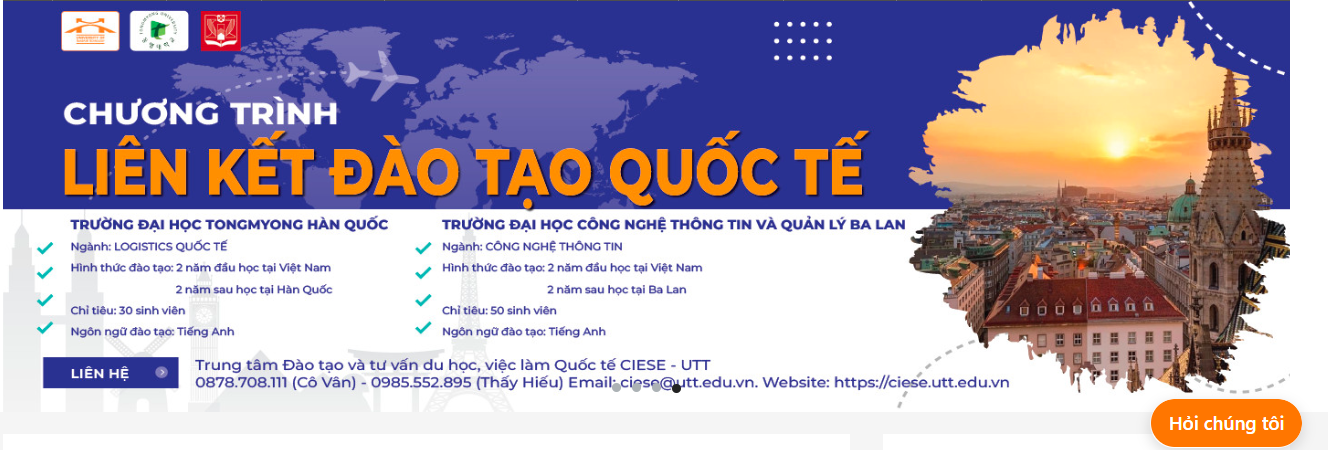 CHƯƠNG TRÌNH
LIÊN KẾT ĐÀO TẠO QUỐC TẾ
TRƯỜNG ĐẠI HỌC TONGMYONG HÀN QUỐC
Ngành: LOGISTICS QUỐC TẾ
Hình thức đào tạo: 2 năm đầu học tại Việt Nam
2 năm sau học tại Hàn Quốc
Chỉ tiêu: 30 sinh viên
Ngôn ngữ đào tạo: Tiếng Anh
TRƯỜNG ĐẠI HỌC CÔNG NGHỆ THÔNG TIN VÀ QUẢN LÝ BA LAN
Ngành: CÔNG NGHỆ THÔNG TIN
Hình thức đào tạo: 2 năm đầu học tại Việt Nam
2 năm sau học tại Ba Lan
Chỉ tiêu: 50 sinh viên
Ngôn ngữ đào tạo: Tiếng Anh
LIÊN HỆ
Trung tâm Đào tạo và tư vấn du học, việc làm Quốc tế CIESE - UTT
0878.708.111 (Cô Vân) - 0985.552.895 (Thầy Hiếu) Email: ciese@utt.edu.vn. Website: https://ciese.utt.edu.vn
Hỏi chúng tôi